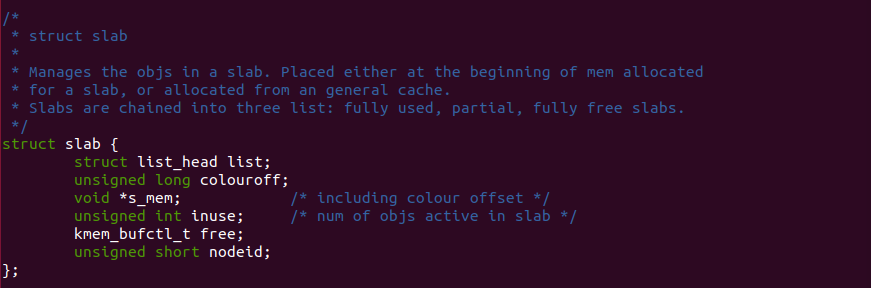 /*
 * struct slab
 *
 * Manages the objs in a slab. Placed either at the beginning of mem allocated
 * for a slab, or allocated from an general cache.
 * Slabs are chained into three list: fully used, partial, fully free slabs.
 */
struct slab {
        struct list_head list;
        unsigned long colouroff;
        void *s_mem;            /* including colour offset */
        unsigned int inuse;     /* num of objs active in slab */
        kmem_bufctl_t free;
        unsigned short nodeid;
};